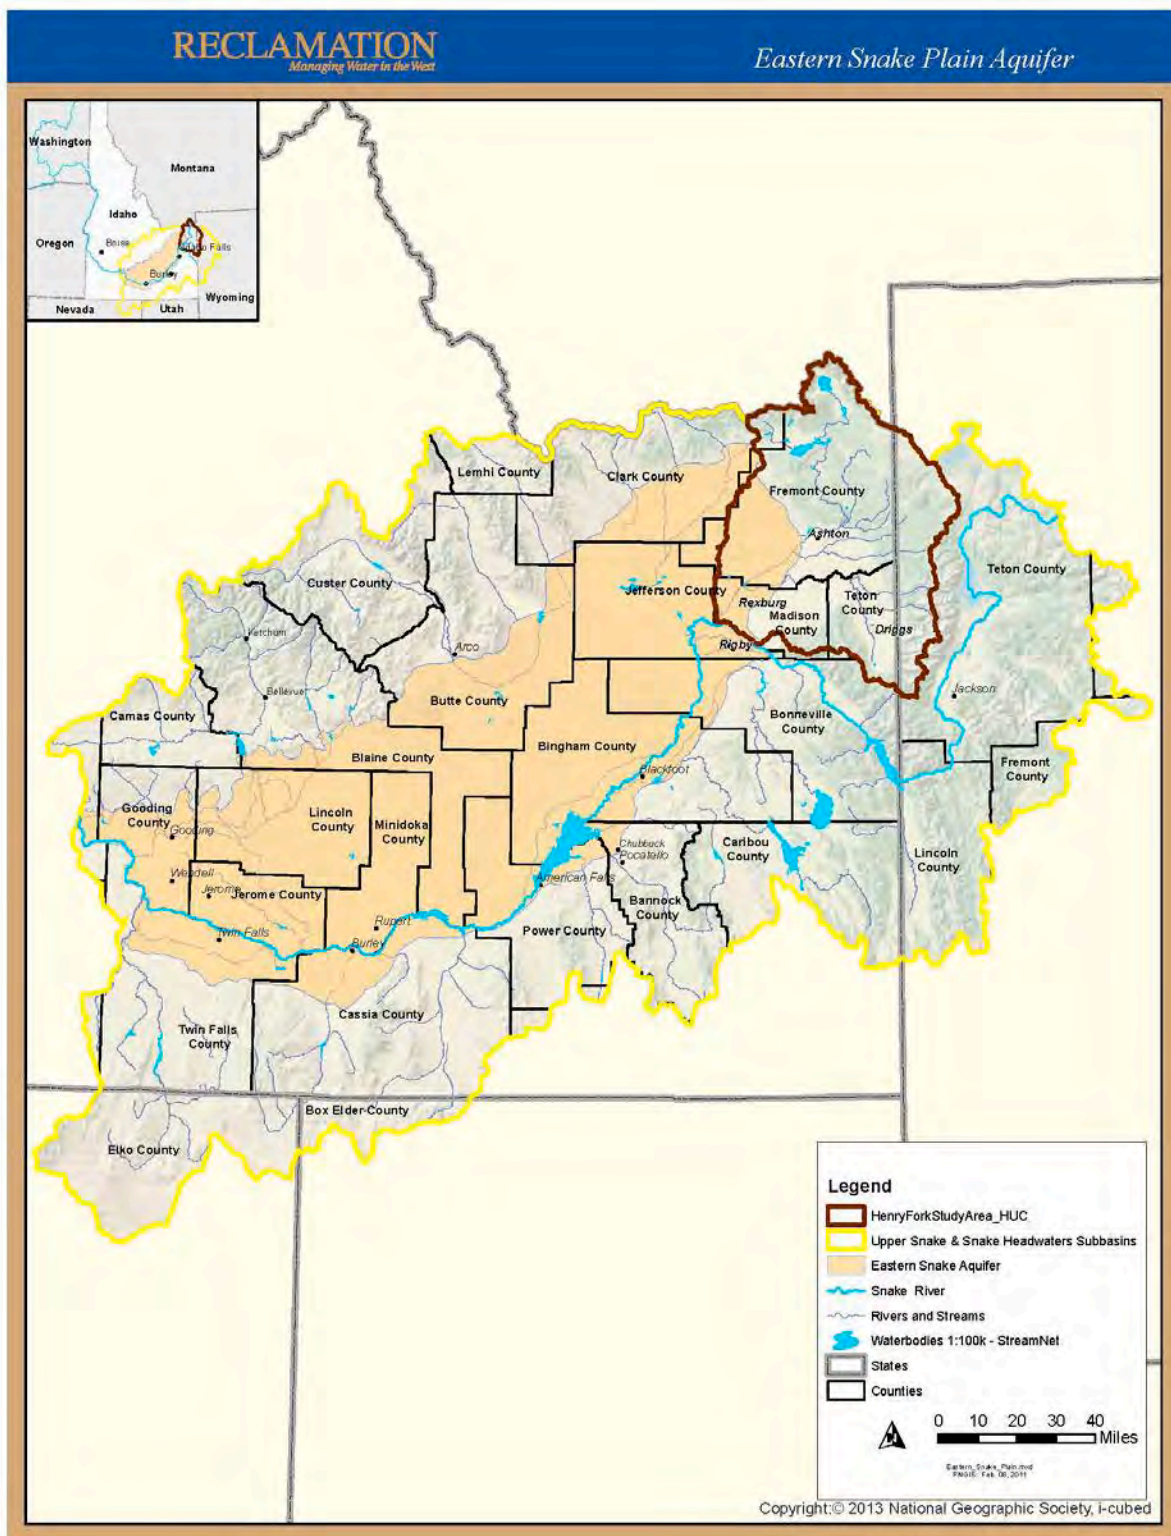 RECLAMATION
Managing Water in the West
Eastern Snake Plain Aquifer
Washington
Montana
Idaho
Oregon
Boise
Idaho Falls
Burley
Wyoming
Nevada
Utah
Lemhi County
Clark County
Fremont County
Ashton
Custer County
Jefferson County
Teton County
Rexburg
Madison
County
Teton
County
Driggs
Ketchum
Arco
Rigby
Bellevue
Butte County
Jackson
Camas County
Bonneville
County
Bingham County
Blaine County
Fremont
County
Blackfoot
Gooding
County
Gooding
Lincoln
County
Minidoka
County
Chubbuck
Pocatello
Caribou
County
Lincoln
County
Wendell
Jerome
Jerome County
American Falls
Bannock
County
Rupert
Twin Falls
Burley
Power County
Cassia County
Twin Falls
County
Box Elder County
Elko County
Legend
HenryForkStudyArea_HUC
Upper Snake & Snake Headwaters Subbasins
Eastern Snake Aquifer
Snake River
Rivers and Streams
Waterbodies 1:100k - StreamNet
States
Counties
0 10 20 30 40
Miles
Eastern_Snake_Plain.mxd
Copyright:© 2013 National Geographic Society, i-cubed